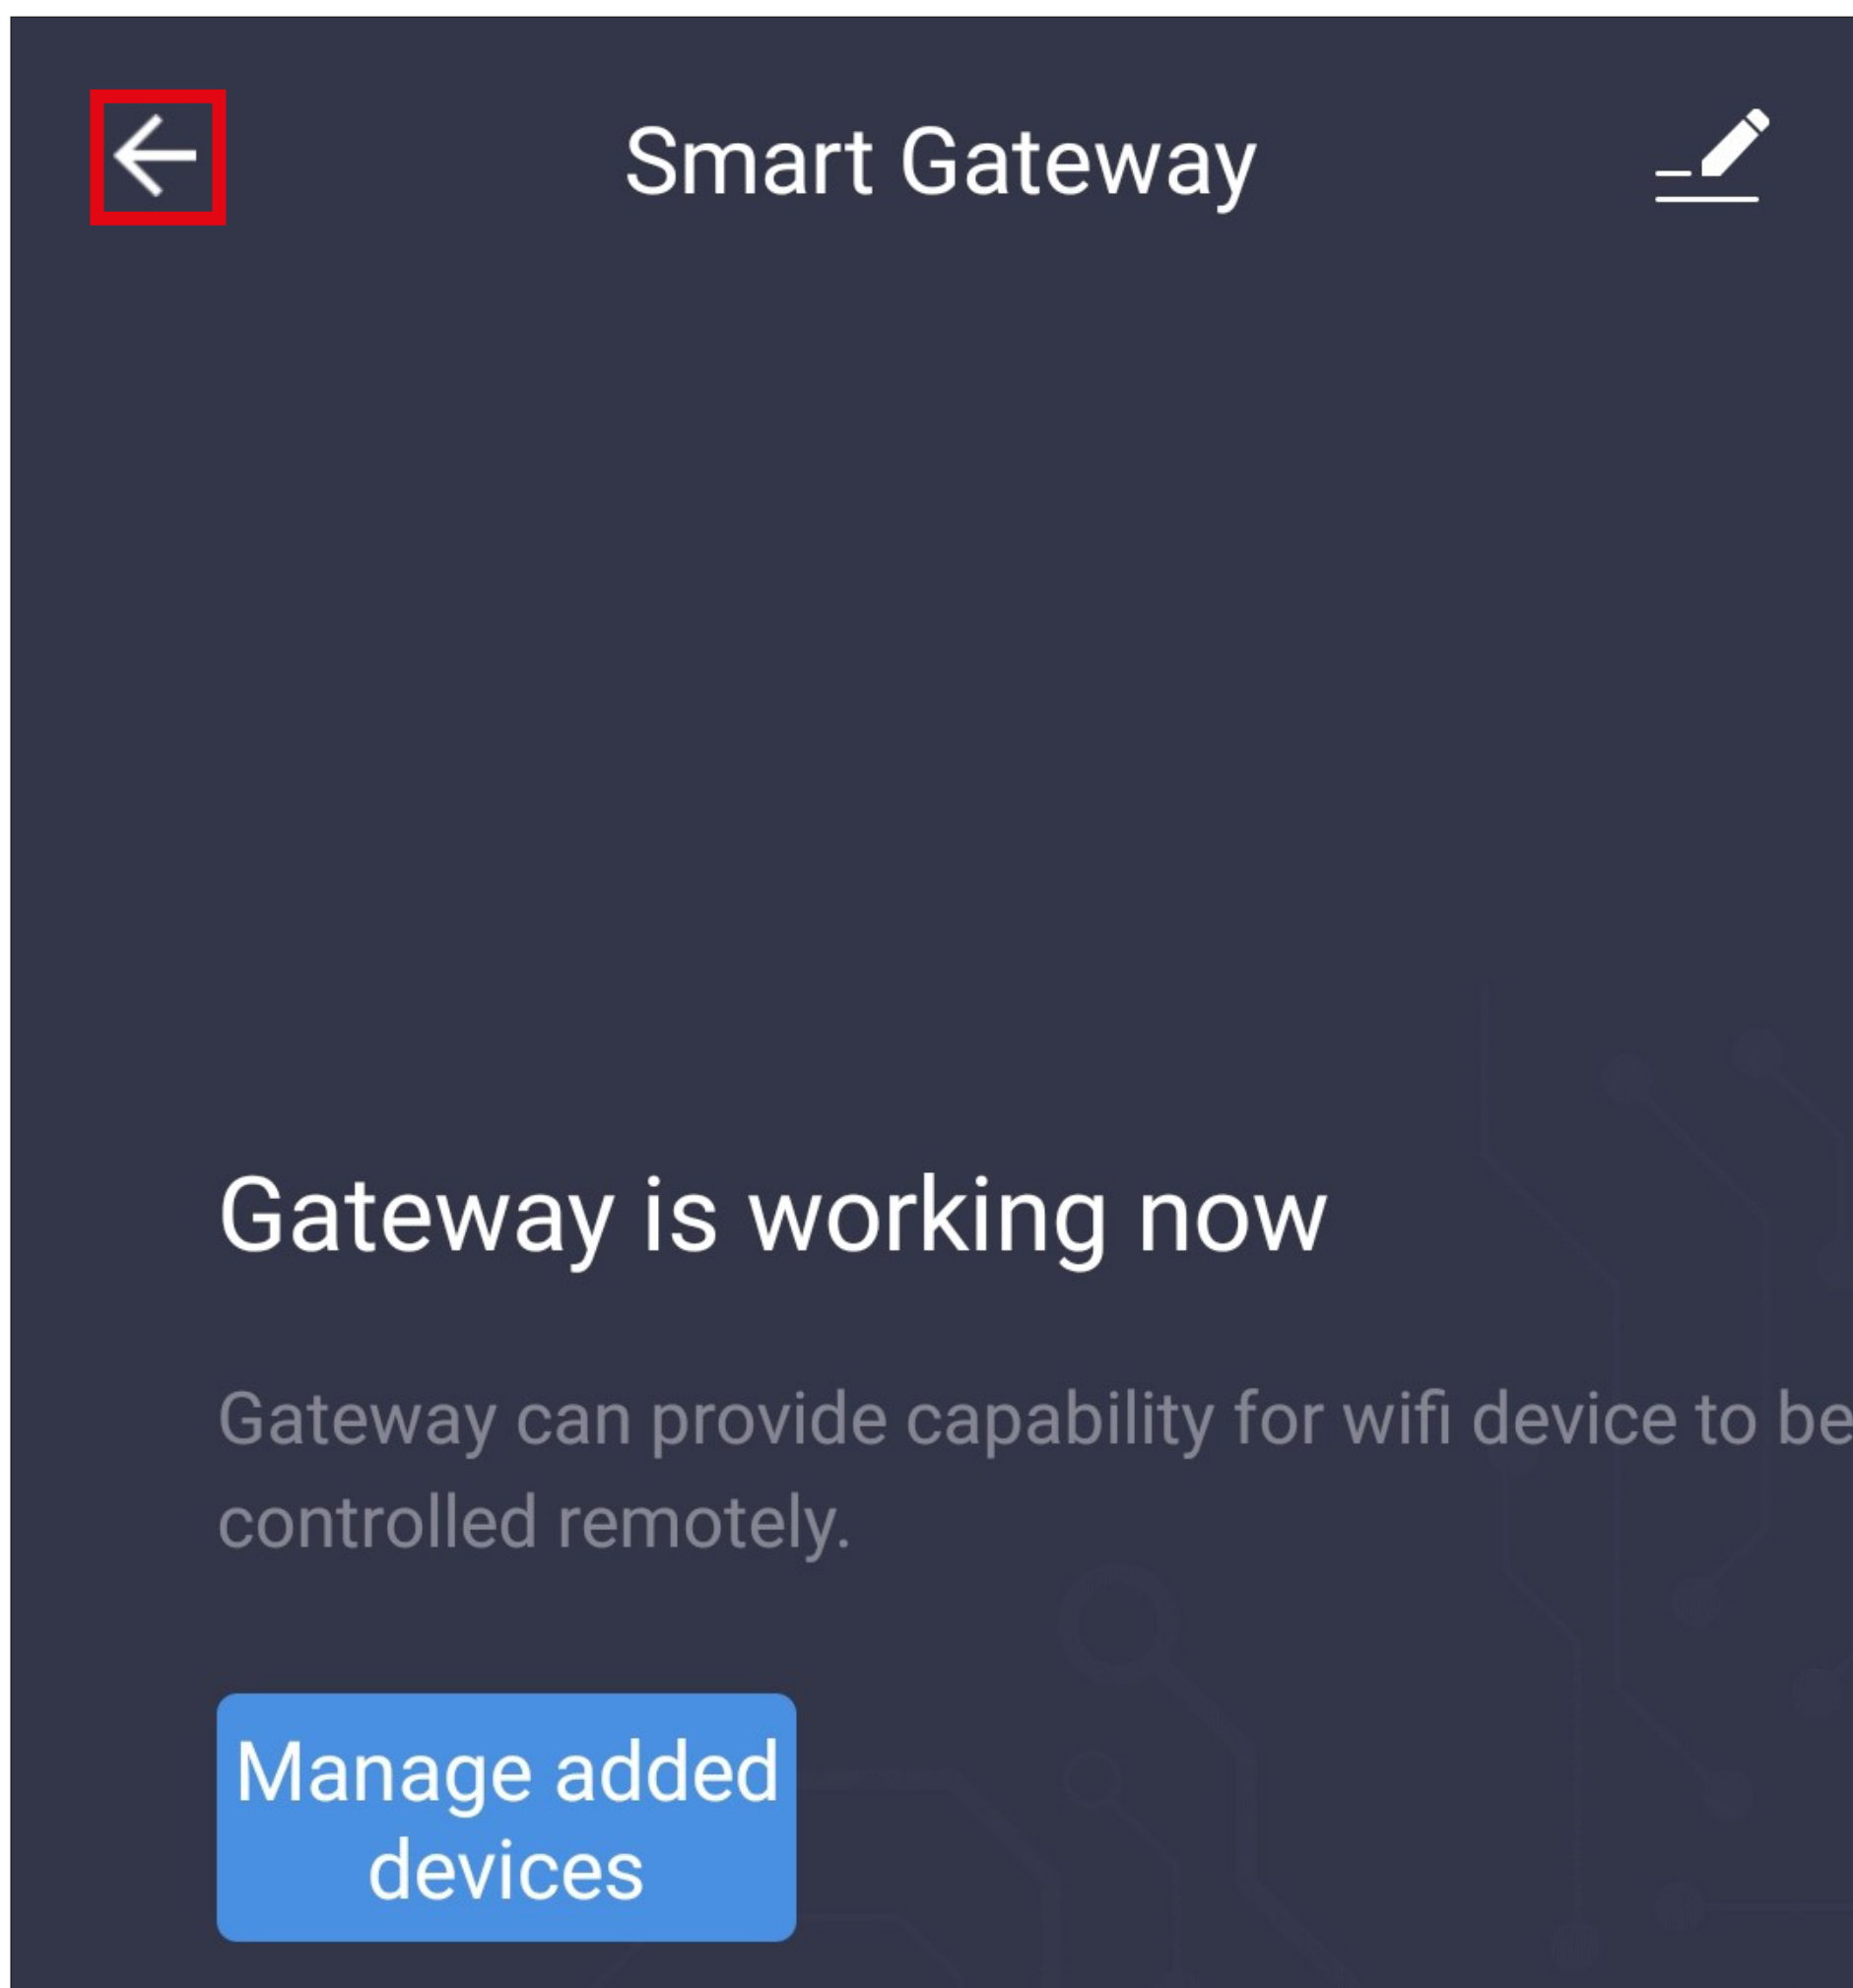 Smart Gateway
Gateway is working now
Gateway can provide capability for wifi device to be
controlled remotely.
Manage added
devices